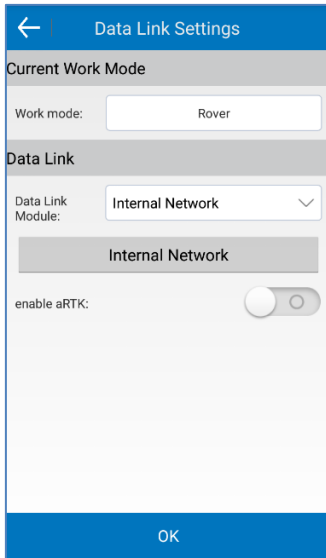 Data Link Settings
Current Work Mode
Work mode:
Rover
Data Link
Data Link
Module:
Internal Network
Internal Network
enable aRTK:
OK